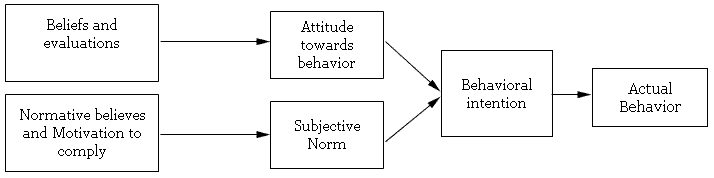 Beliefs and
evaluations
Attitude
towards
behavior
Behavioral
intention
Actual
Behavior
Normative believes
and Motivation to
comply
Subjective
Norm